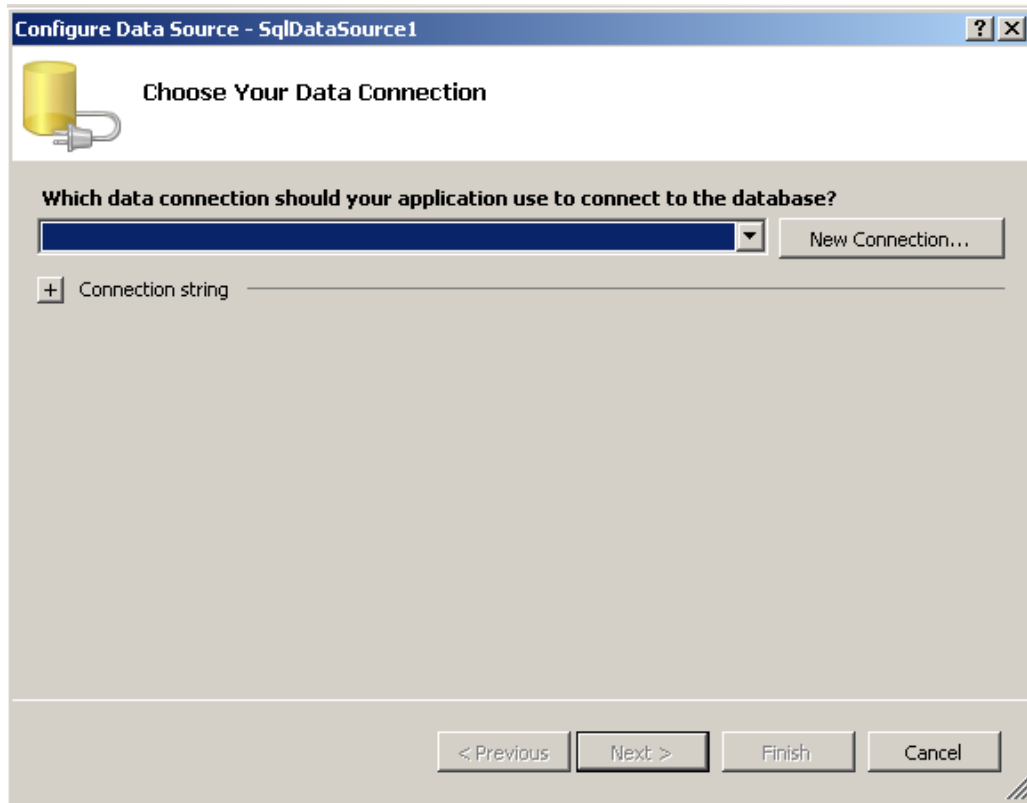 Configure Data Source - SqlDataSource1
Choose Your Data Connection
Which data connection should your application use to connect to the database?
New Connection...
Connection string
< Previous
Next >
Finish
Cancel